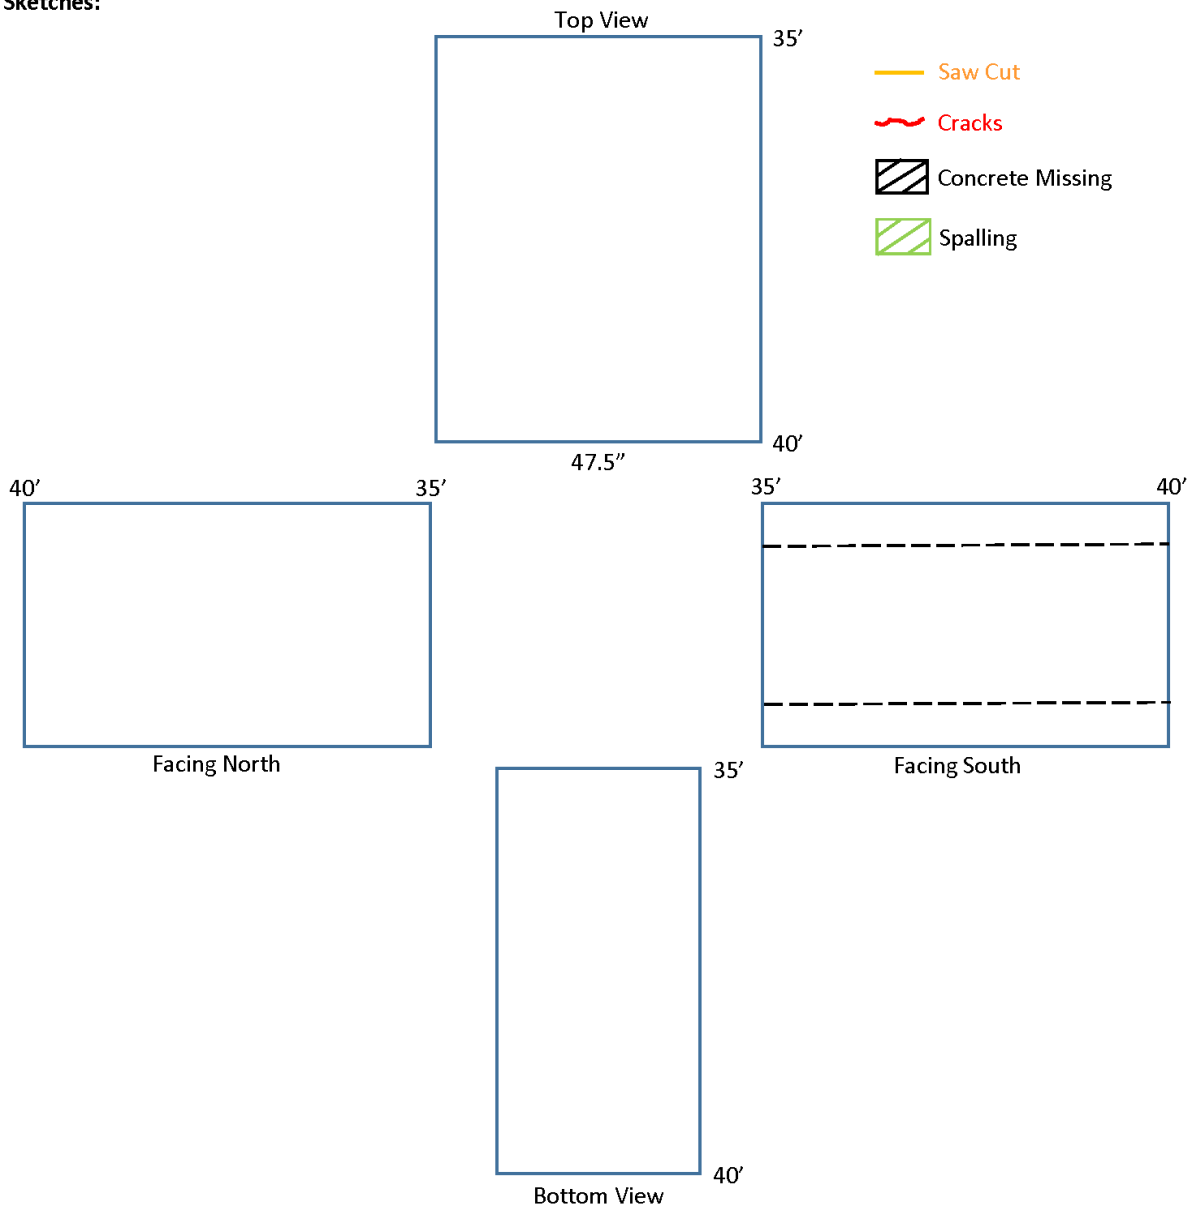 Sketches:
Top View
35’
Saw Cut
Cracks
Concrete Missing
Spalling
40’
47.5”
40’
35’
35’
40’
Facing North
Facing South
35’
40’
Bottom View